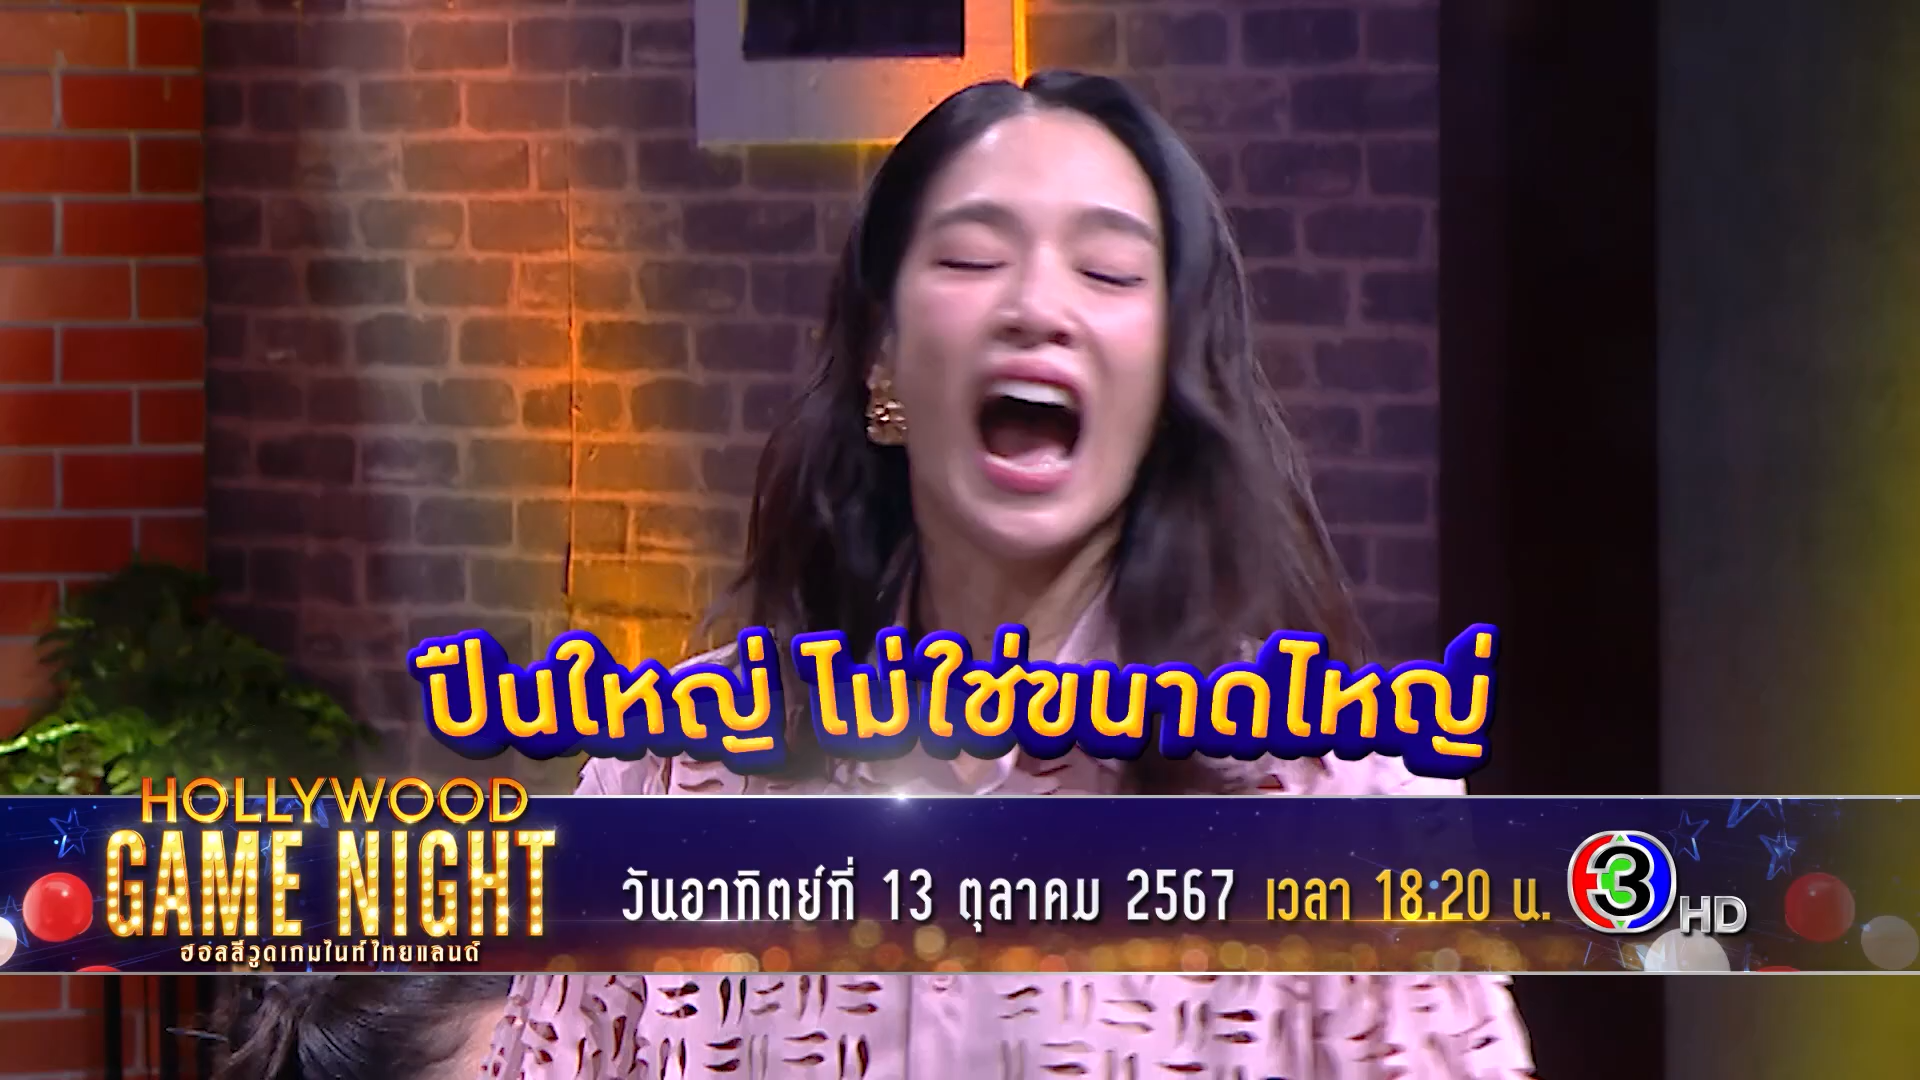 ปืนใหญ่ ไม่ใช่ขนาดไหญ่
HOLLYWOOD
GAME NIGHT
ฮอลลีวูดเกมไนท์ไทยแลนด์
วันอาทิตย์ที่ 13 ตุลาคม 2567 เวลา 18.20 น.
3 HD